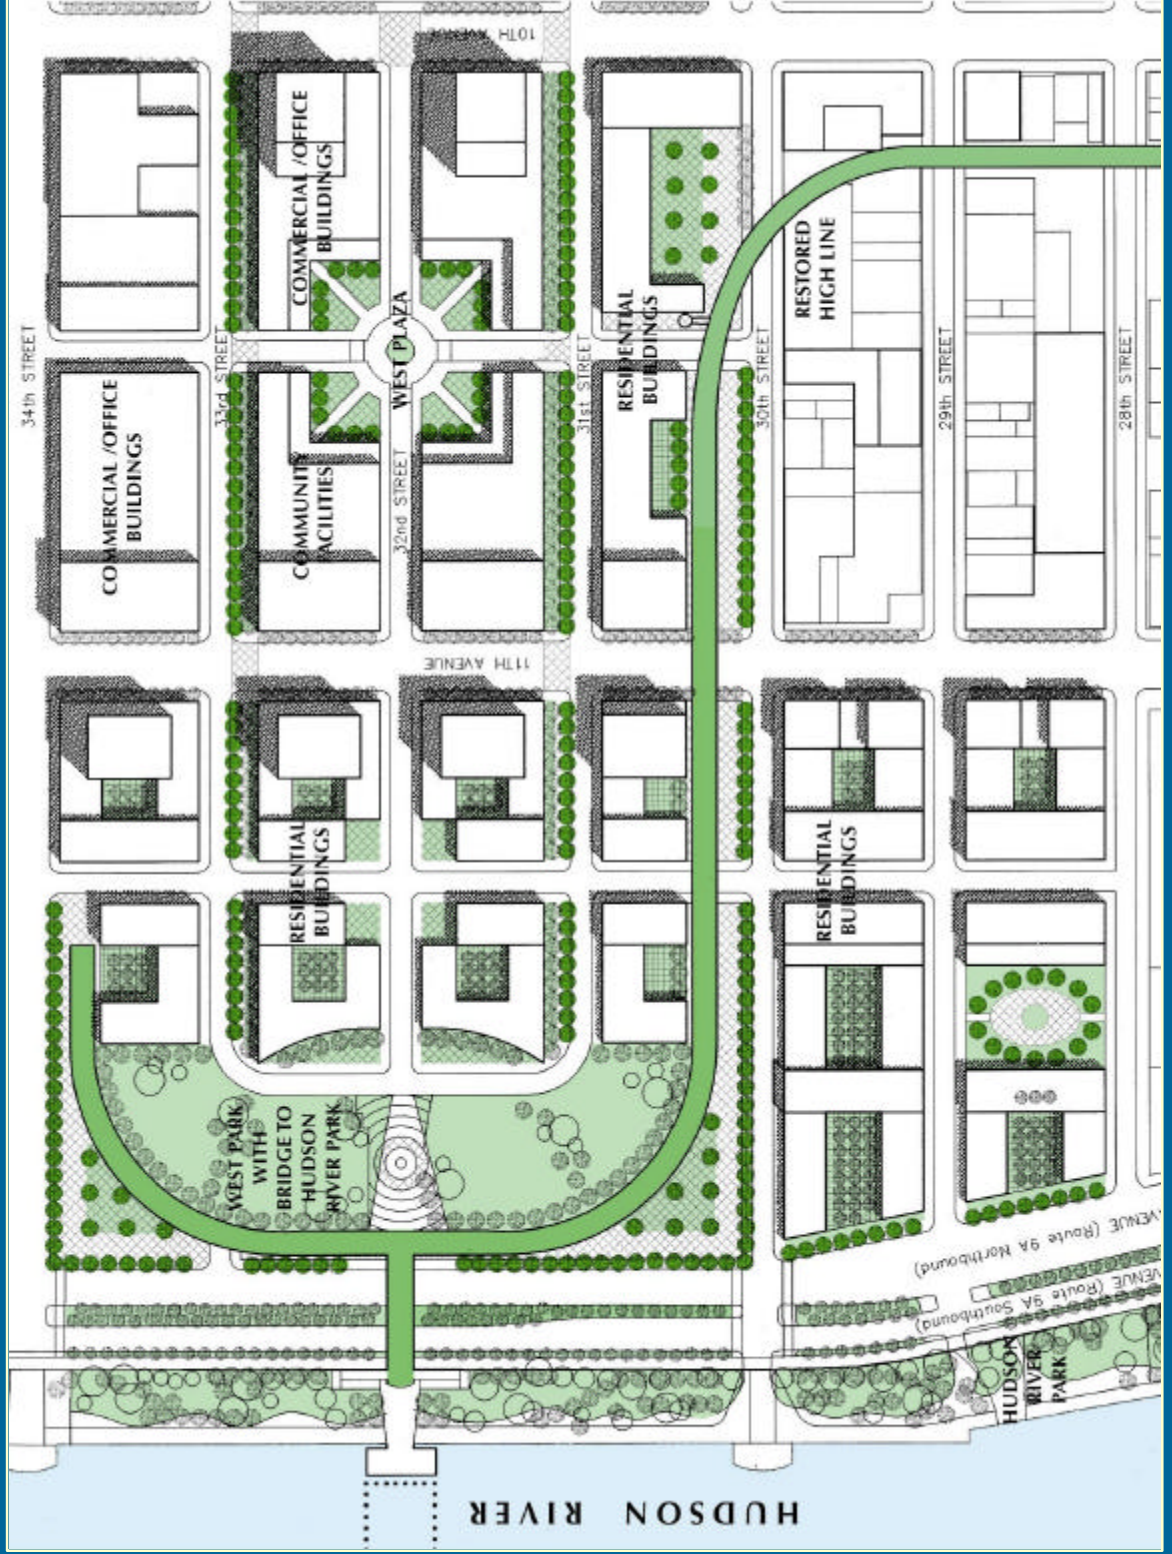 10TH AVENUE
COMMERCIAL /OFFICE
BUILDINGS
34th STREET
33rd STREET
WEST PLAZA
31st STREET
RESIDENTIAL
BUILDINGS
RESTORED
HIGH LINE
30th STREET
29th STREET
28th STREET
COMMERCIAL /OFFICE
BUILDINGS
COMMUNITY
FACILITIES
32nd STREET
11TH AVENUE
RESIDENTIAL
BUILDINGS
RESIDENTIAL
BUILDINGS
WEST PARK
WITH
BRIDGE TO
HUDSON
RIVER PARK
AVENUE (Route 9A Northbound)
VENUE (Route 9A Southbound)
HUDSON
RIVER
PARK
HUDSON RIVER